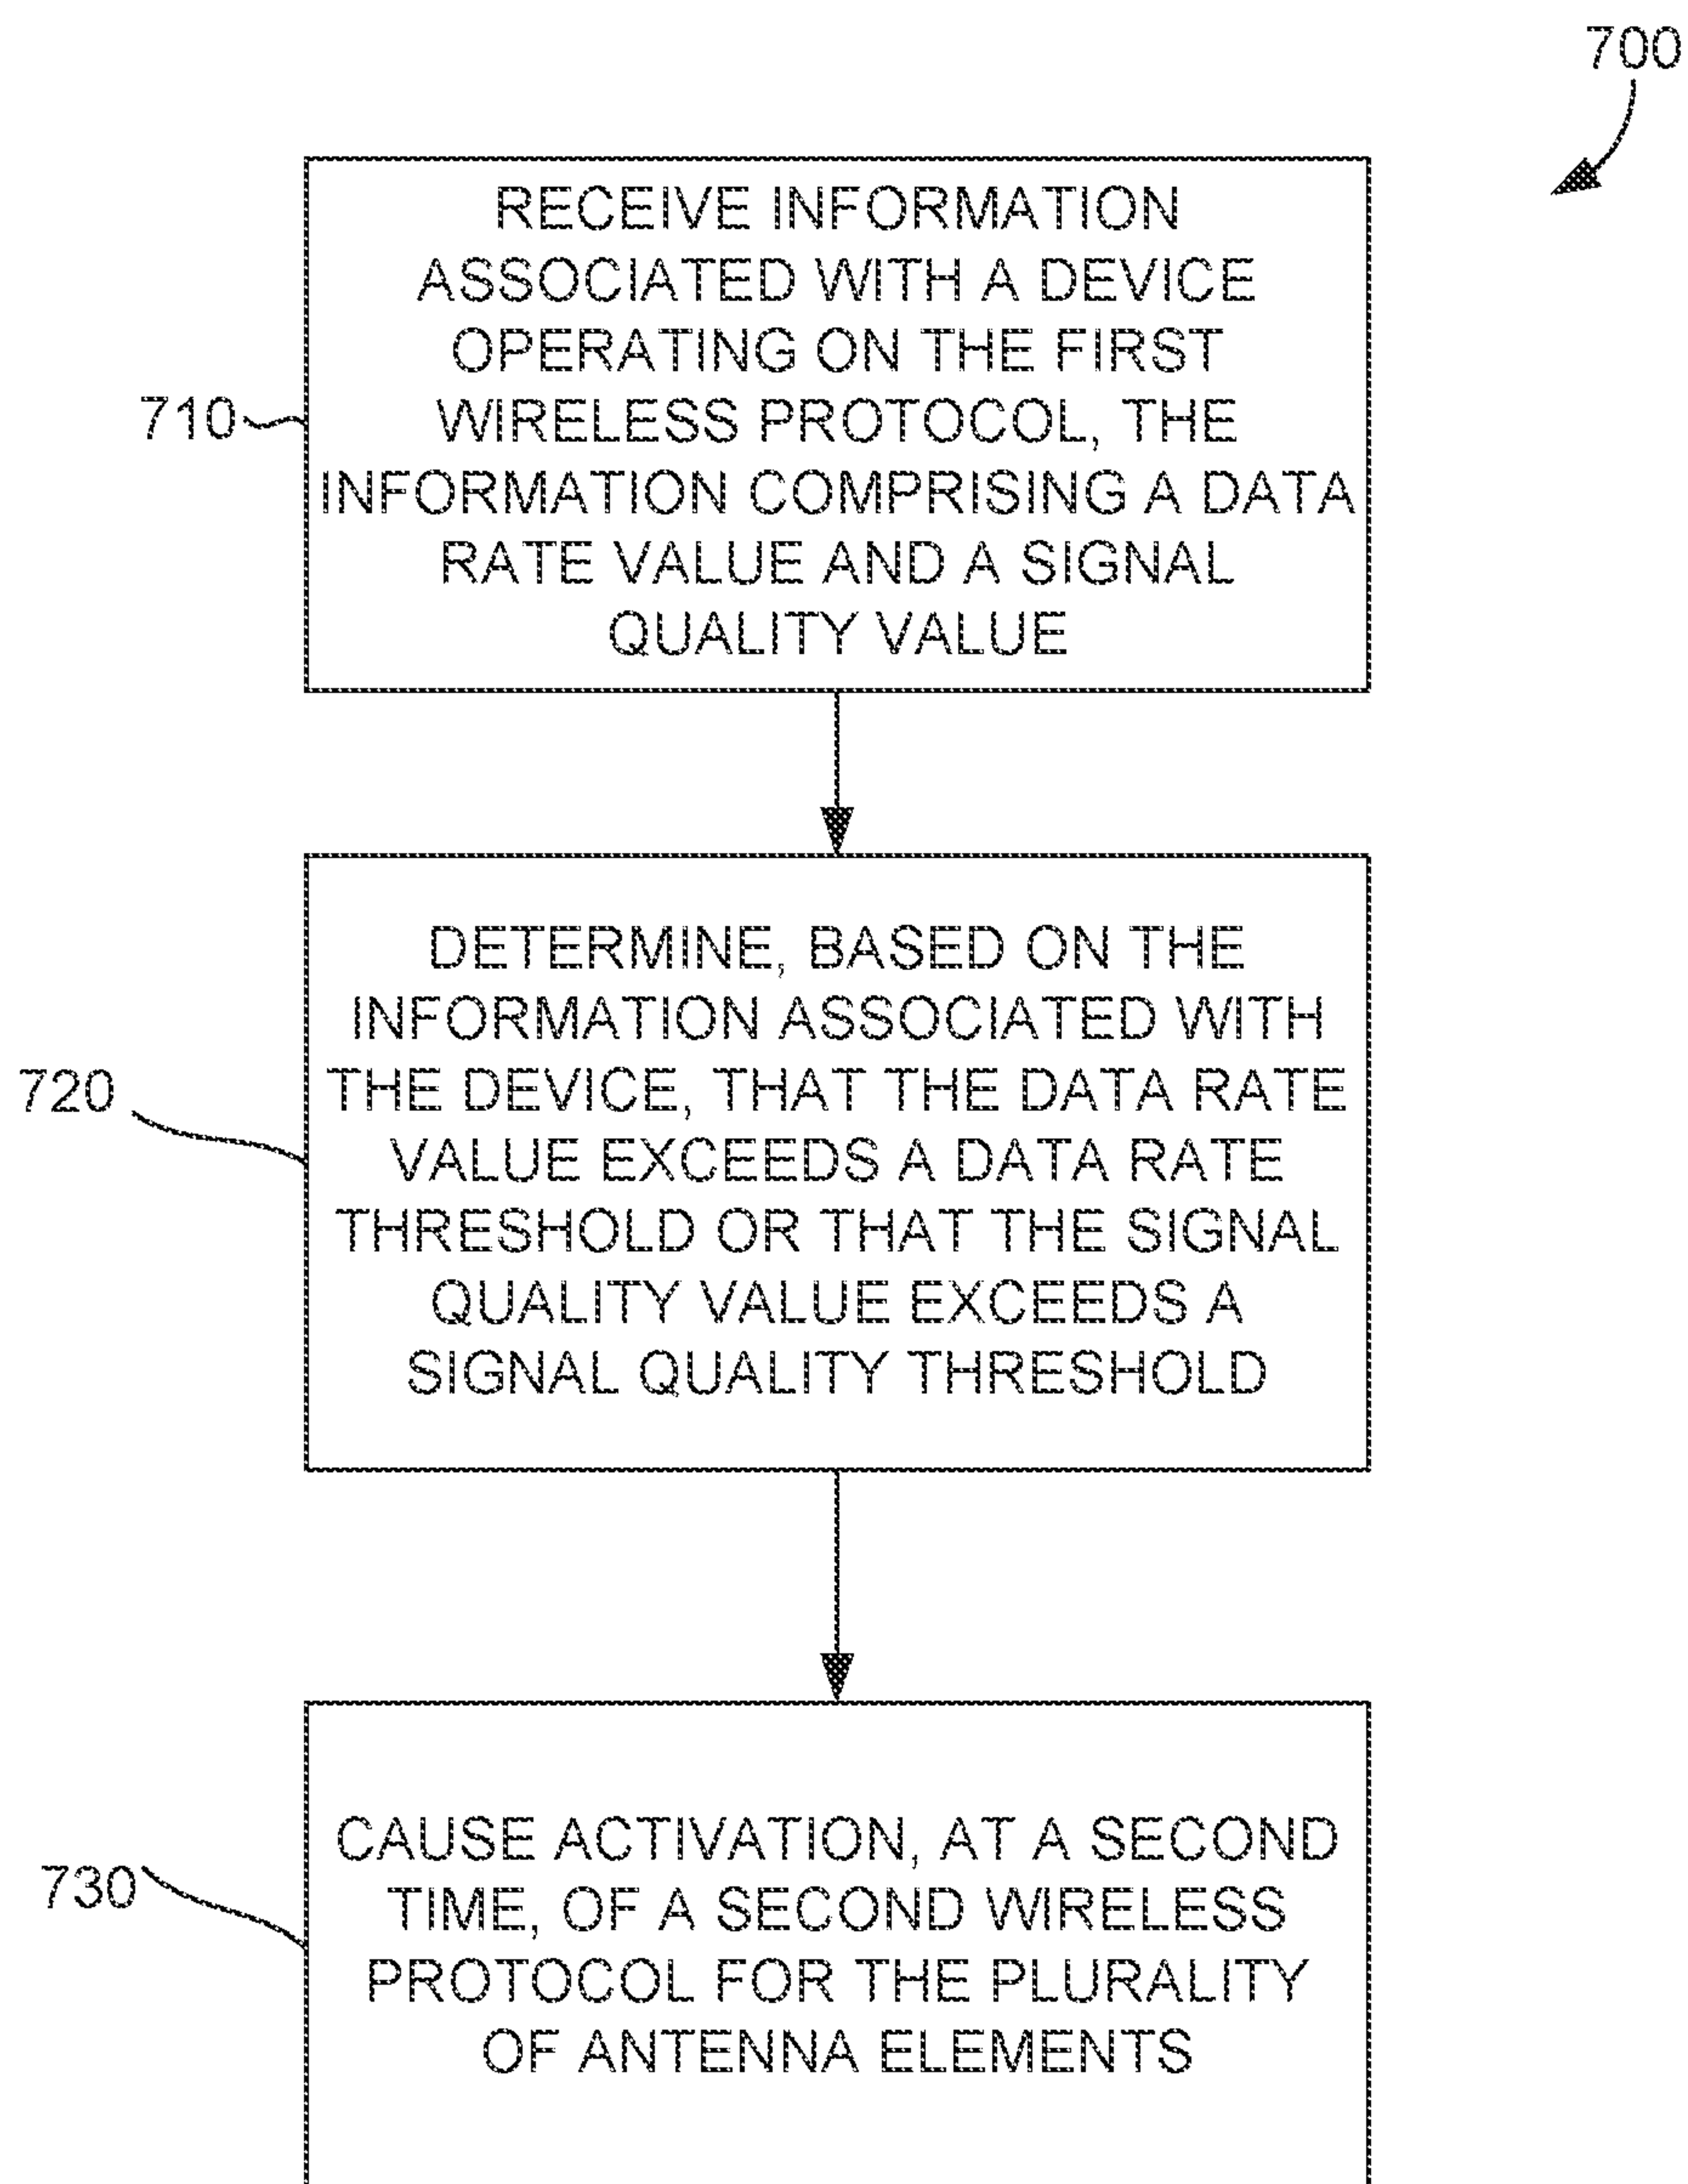 700
RECEIVE INFORMATION
ASSOCIATED WITH A DEVICE
OPERATING ON THE FIRST
WIRELESS PROTOCOL, THE
INFORMATION COMPRISING A DATA
RATE VALUE AND A SIGNAL
QUALITY VALUE
710
DETERMINE, BASED ON THE
INFORMATION ASSOCIATED WITH
THE DEVICE, THAT THE DATA RATE
VALUE EXCEEDS A DATA RATE
THRESHOLD OR THAT THE SIGNAL
QUALITY VALUE EXCEEDS A
SIGNAL QUALITY THRESHOLD
720
CAUSE ACTIVATION, AT A SECOND
TIME, OF A SECOND WIRELESS
PROTOCOL FOR THE PLURALITY
OF ANTENNA ELEMENTS
730